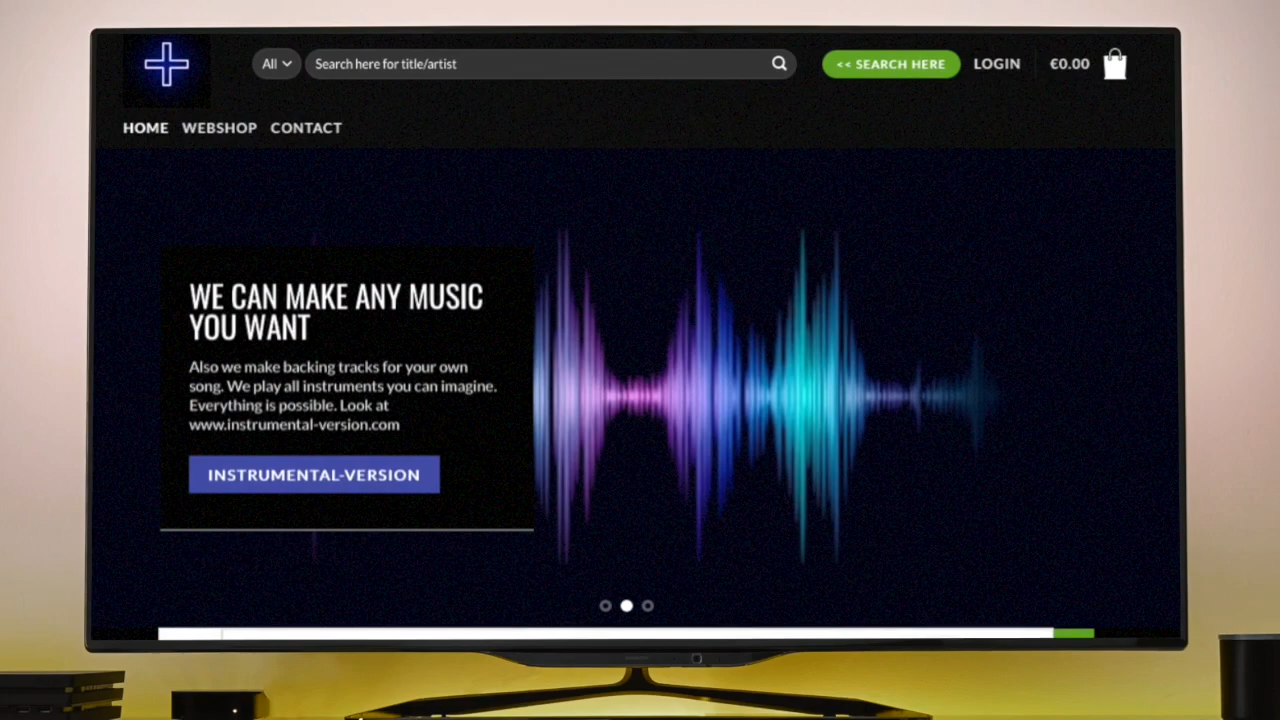 All
Search here for title/artist
<< SEARCH HERE
LOGIN
€0.00
HOME WEBSHOP CONTACT
WE CAN MAKE ANY MUSIC
YOU WANT
Also we make backing tracks for your own
song. We play all instruments you can imagine.
Everything is possible. Look at
www.instrumental-version.com
INSTRUMENTAL-VERSION